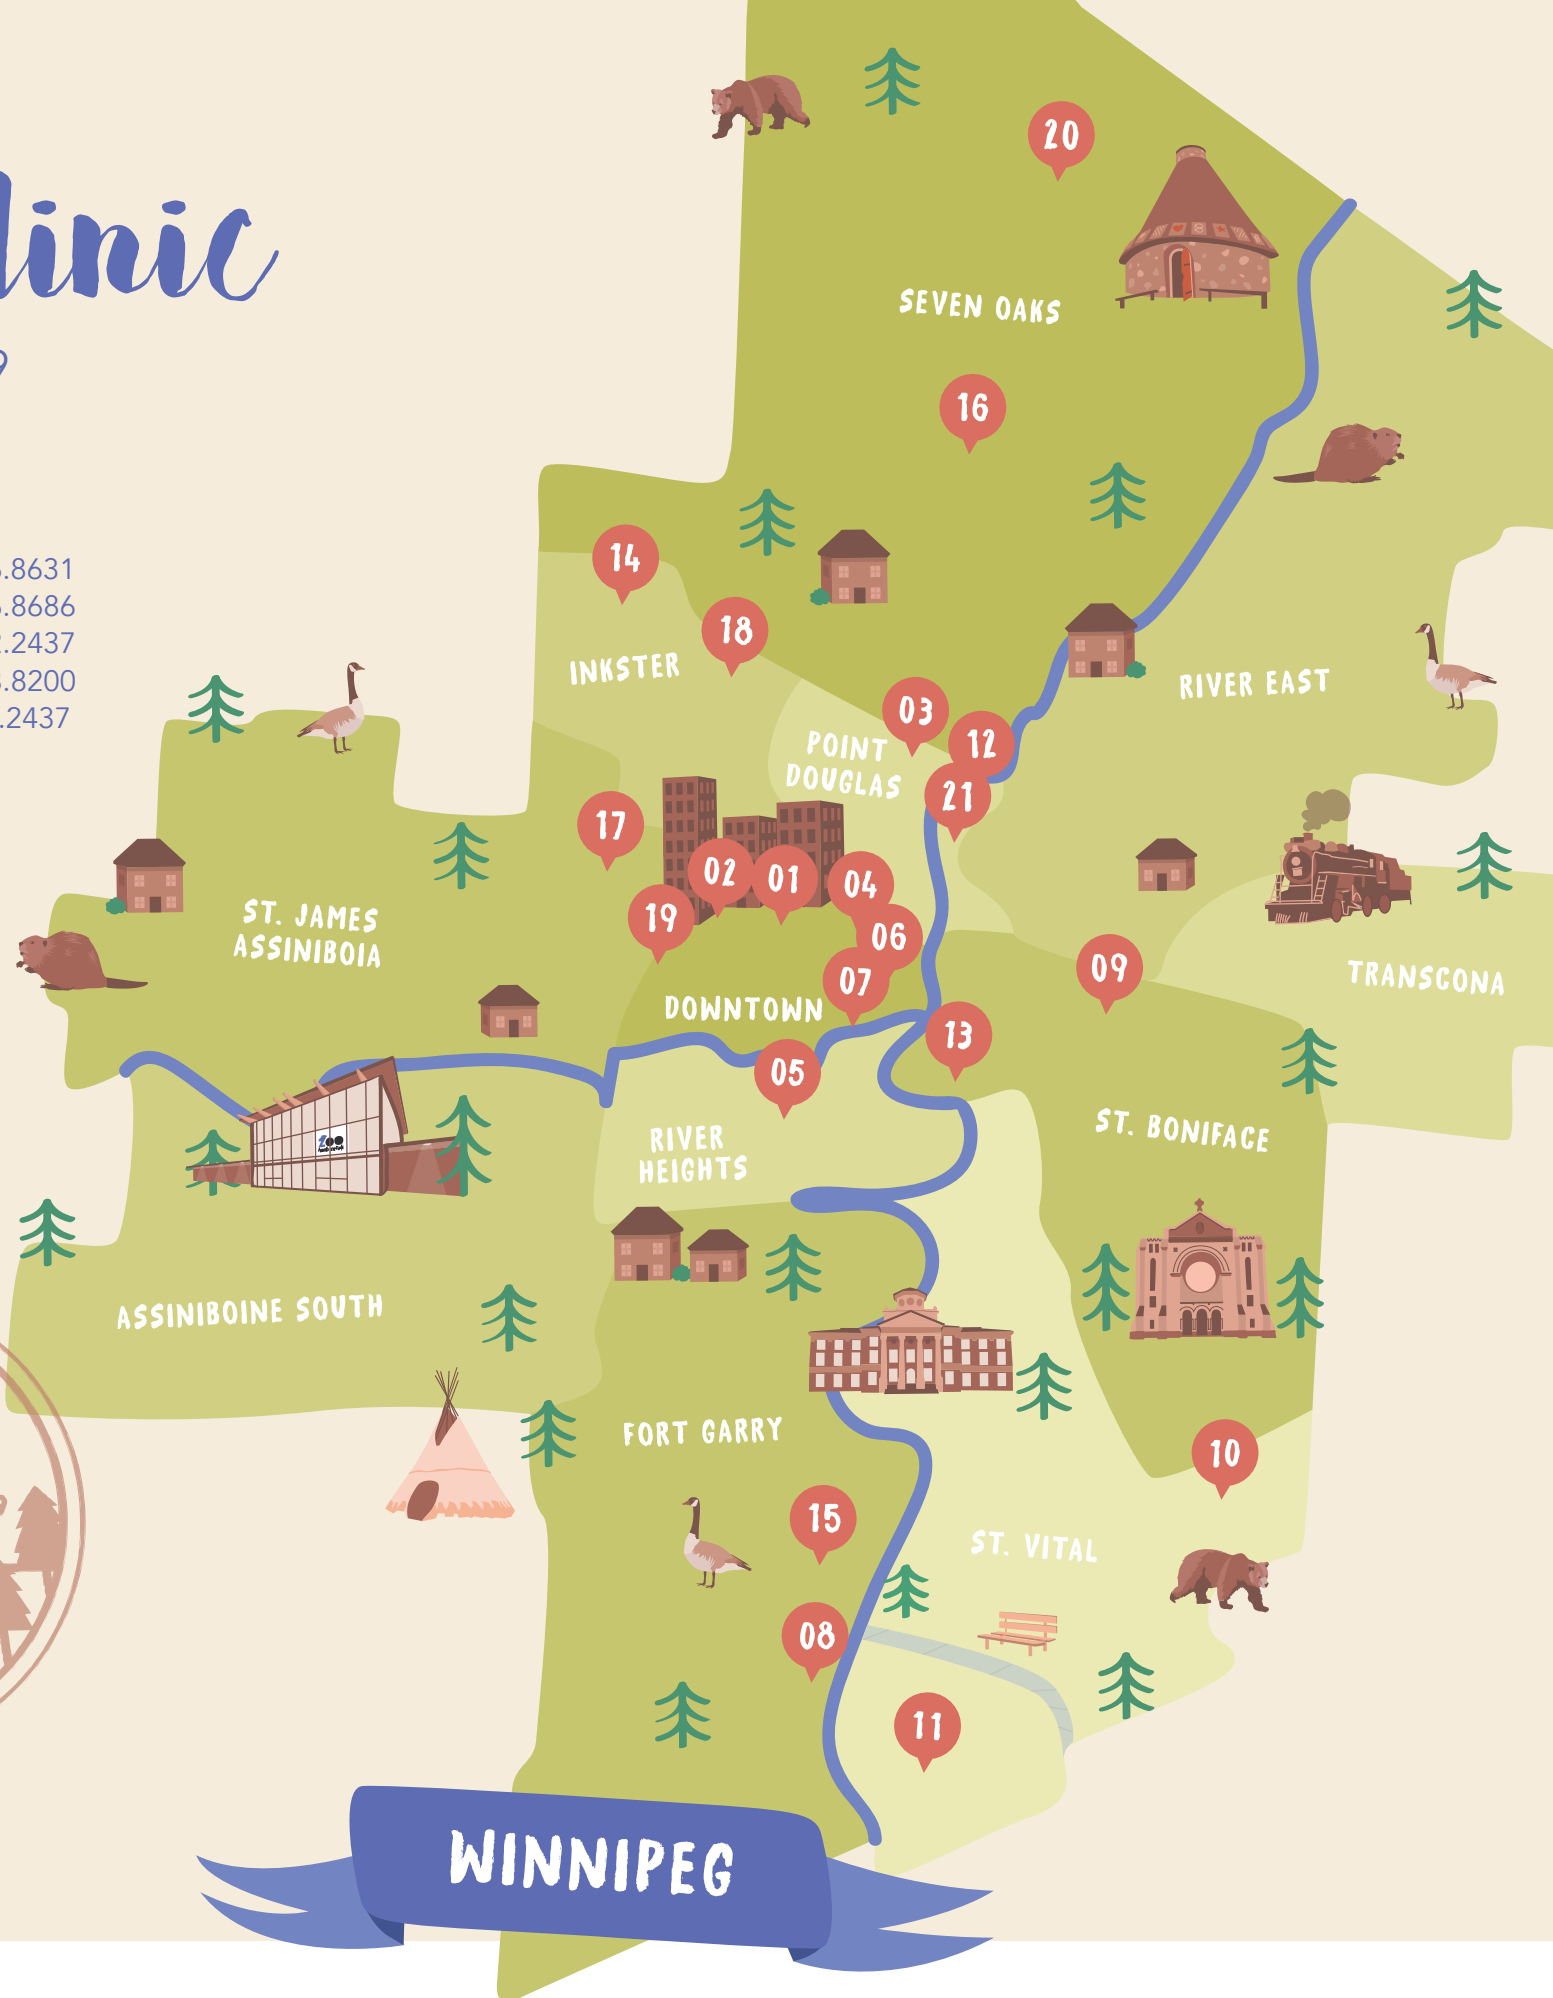 linic
9
.8631
.8686
.2437
.8200
.2437
20
SEVEN OAKS
16
14
18
INKSTER
RIVER EAST
03
POINT
DOUGLAS
12
21
17
02
01
04
19
06
ST. JAMES
ASSINIBOIA
07
09
TRANSCONA
DOWNTOWN
13
05
ZOO
RIVER
HEIGHTS
ST. BONIFACE
ASSINIBOINE SOUTH
FORT GARRY
10
15
ST. VITAL
08
11
WINNIPEG